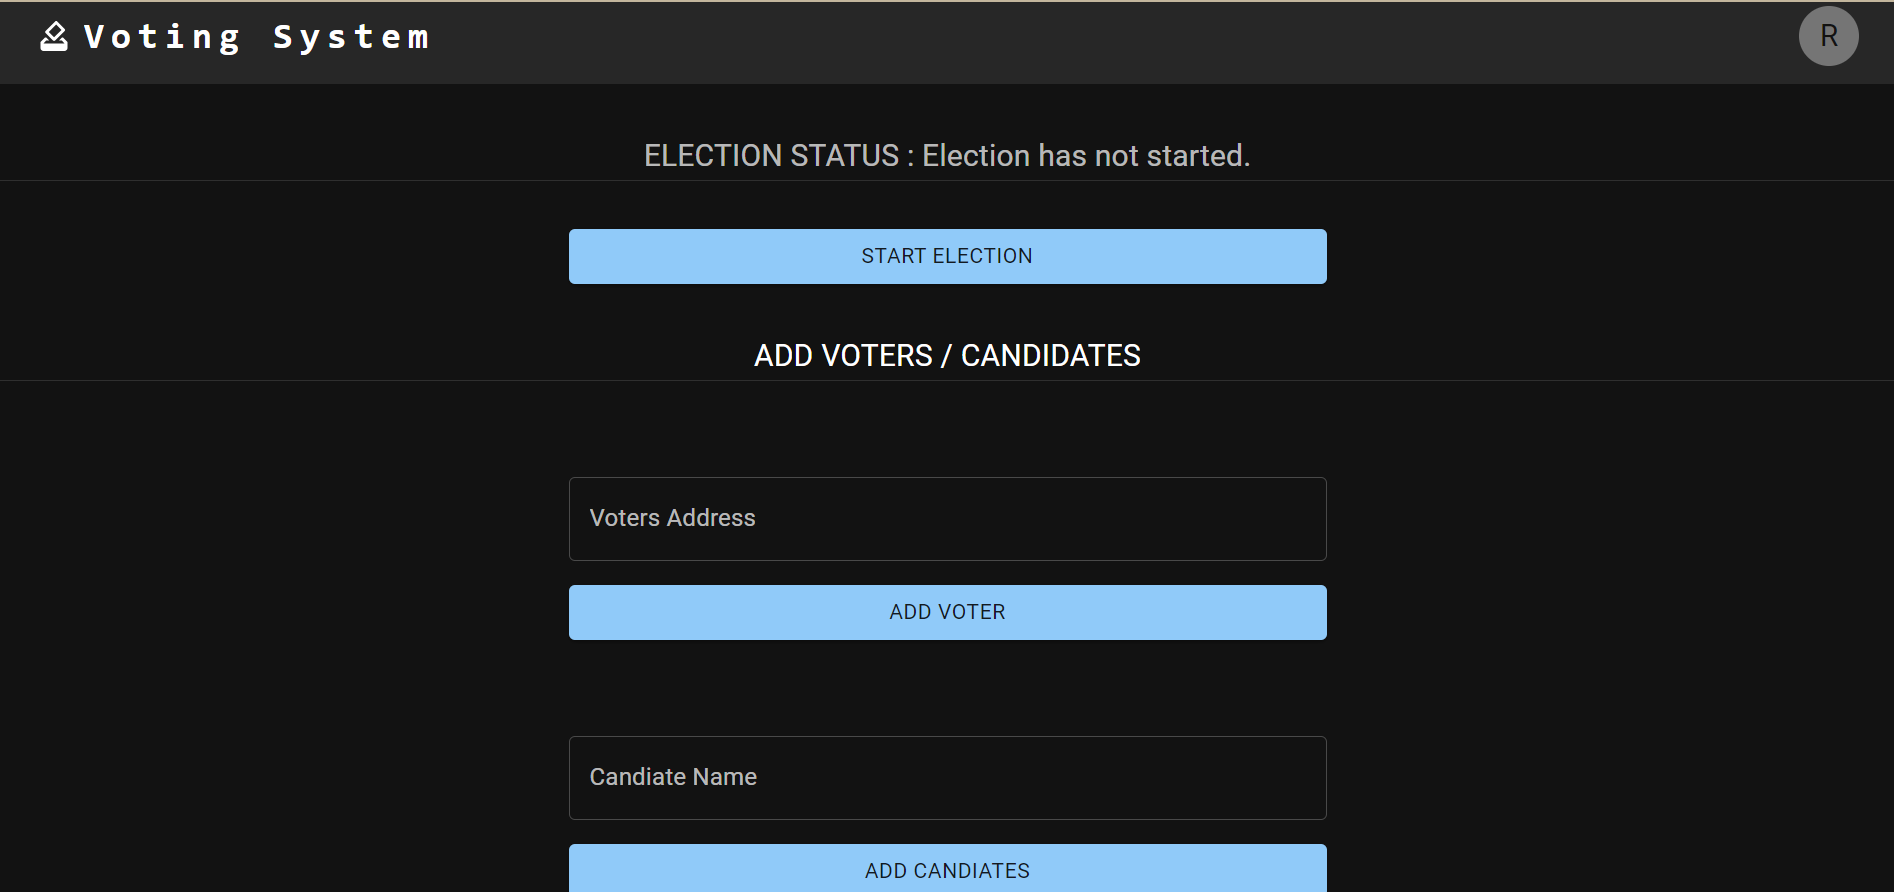 Voting System
R
ELECTION STATUS : Election has not started.
START ELECTION
ADD VOTERS / CANDIDATES
Voters Address
ADD VOTER
Candiate Name
ADD CANDIATES